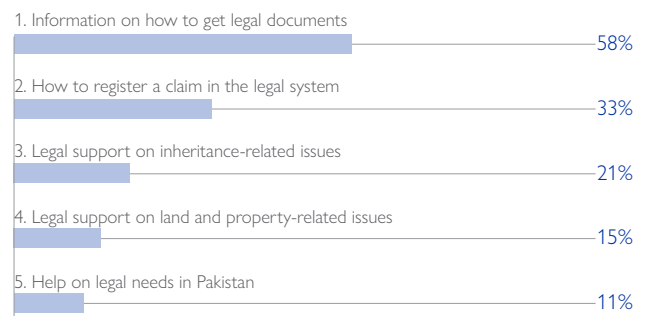 1. Information on how to get legal documents
58%
2. How to register a claim in the legal system
33%
3. Legal support on inheritance-related issues
21%
4. Legal support on land and property-related issues
15%
5. Help on legal needs in Pakistan
11%